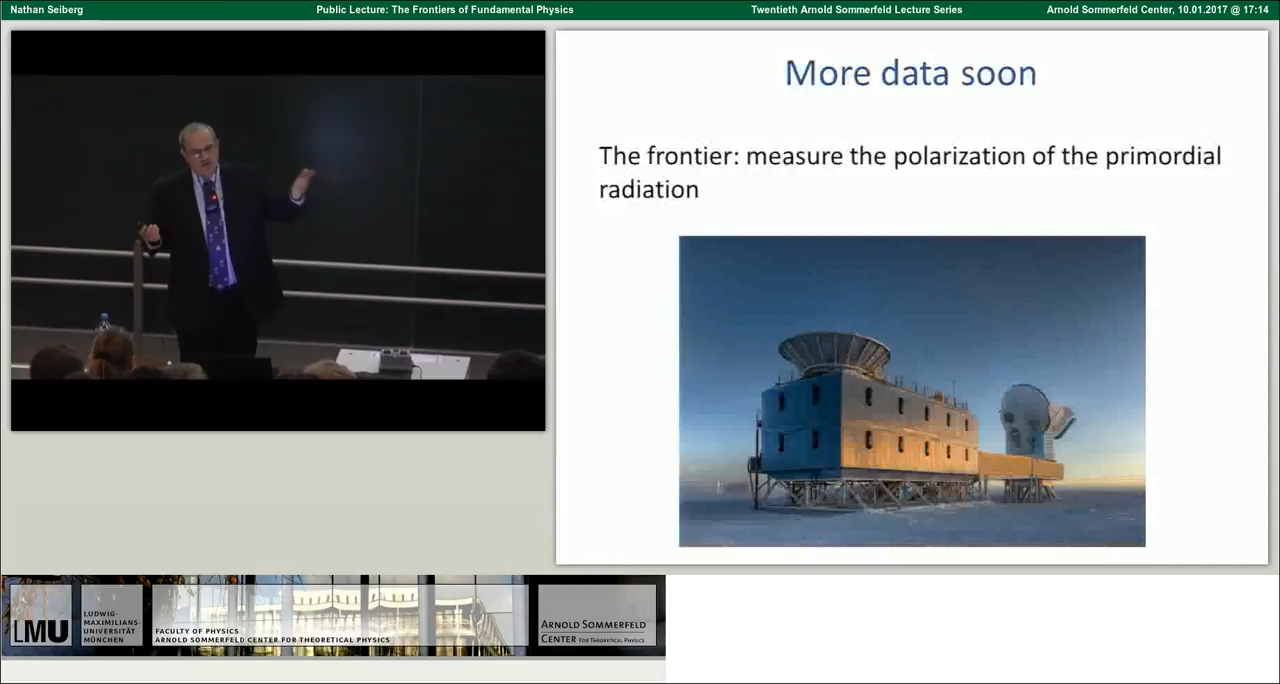 Nathan Seiberg
Public Lecture: The Frontiers of Fundamental Physics
Twentieth Arnold Sommerfeld Lecture Series
Arnold Sommerfeld Center, 10.01.2017 @ 17:14
More data soon
The frontier: measure the polarization of the primordial
radiation
LMU
LUDWIG-
MAXIMILIANS-
UNIVERSITÄT
MÜNCHEN
FACULTY OF PHYSICS
ARNOLD SOMMERFELD CENTER FOR THEORETICAL PHYSICS
ARNOLD SOMMERFELD
CENTER FOR THEORETICAL PHYSICS